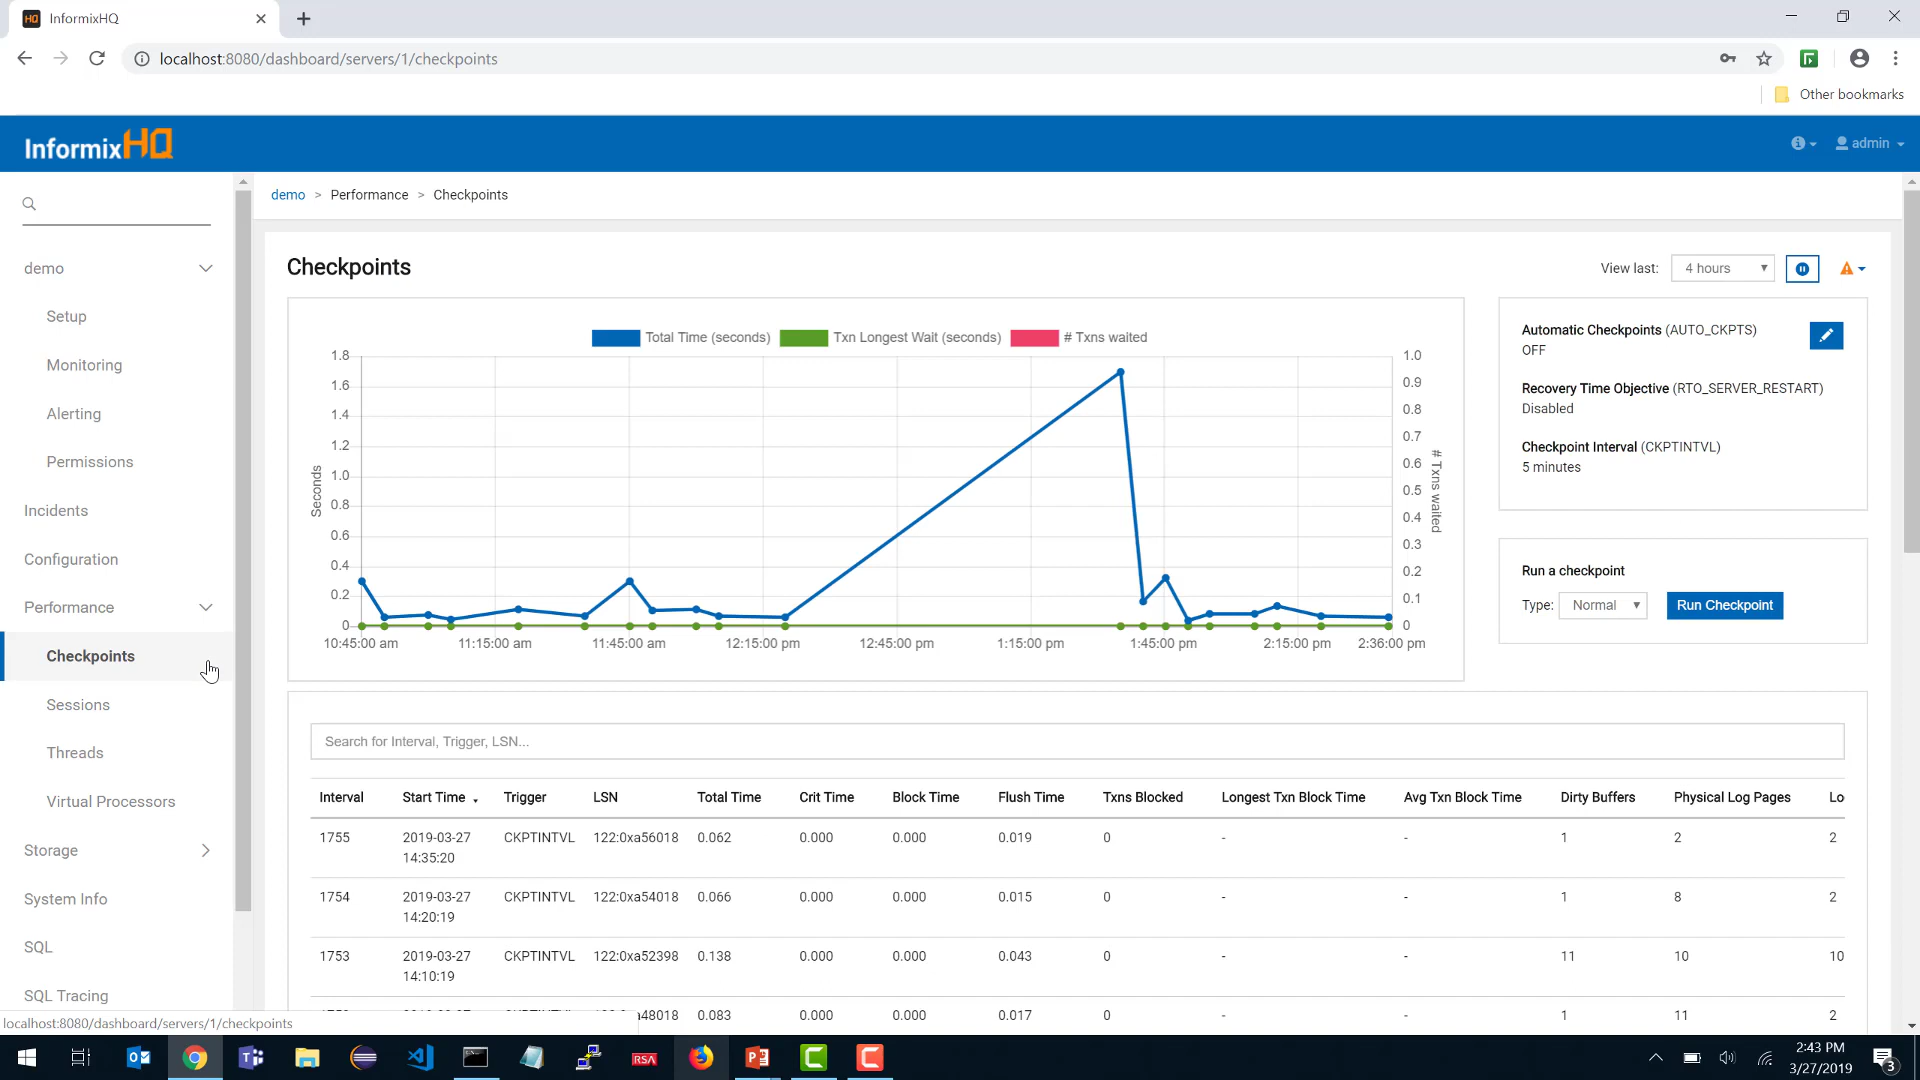 InformixHQ
localhost:8080/dashboard/servers/1/checkpoints
Other bookmarks
InformixHQ
admin
demo > Performance > Checkpoints
demo
Setup
Monitoring
Alerting
Permissions
Incidents
Configuration
Performance
Checkpoints
Sessions
Threads
Virtual Processors
Storage
System Info
SQL
SQL Tracing
Checkpoints
View last: 4 hours
Total Time (seconds) Txn Longest Wait (seconds) # Txns waited
Seconds
1.8
1.6
1.4
1.2
1.0
0.8
0.6
0.4
0.2
0
1.0
0.9
0.8
0.7
0.6
0.5
0.4
0.3
0.2
0.1
0
# Txns waited
10:45:00 am 11:15:00 am 11:45:00 am 12:15:00 pm 12:45:00 pm 1:15:00 pm 1:45:00 pm 2:15:00 pm 2:36:00 pm
Automatic Checkpoints (AUTO_CKPTS)
OFF
Recovery Time Objective (RTO_SERVER_RESTART)
Disabled
Checkpoint Interval (CKPTINTVL)
5 minutes
Run a checkpoint
Type: Normal Run Checkpoint
Search for Interval, Trigger, LSN...
Interval Start Time Trigger LSN Total Time Crit Time Block Time Flush Time Txns Blocked Longest Txn Block Time Avg Txn Block Time Dirty Buffers Physical Log Pages Lo
1755 2019-03-27 14:35:20 CKPTINTVL 122:0xa56018 0.062 0.000 0.000 0.019 0 - - 1 2 2
1754 2019-03-27 14:20:19 CKPTINTVL 122:0xa54018 0.066 0.000 0.000 0.015 0 - - 1 8 2
1753 2019-03-27 14:10:19 CKPTINTVL 122:0xa52398 0.138 0.000 0.000 0.043 0 - - 11 10 10
0.083 0.000 0.000 0.017 0 - - 1 11 2
localhost:8080/dashboard/servers/1/checkpoints
RSA
2:43 PM
3/27/2019
3